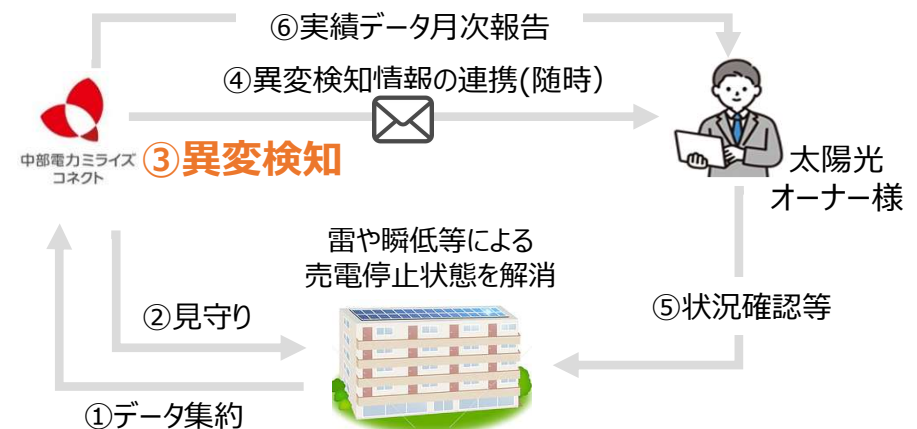 ⑥実績データ月次報告
④異変検知情報の連携(随時）
中部電力ミライズ
コネクト
③異変検知
太陽光
オーナー様
雷や瞬低等による
売電停止状態を解消
②見守り
⑤状況確認等
①データ集約